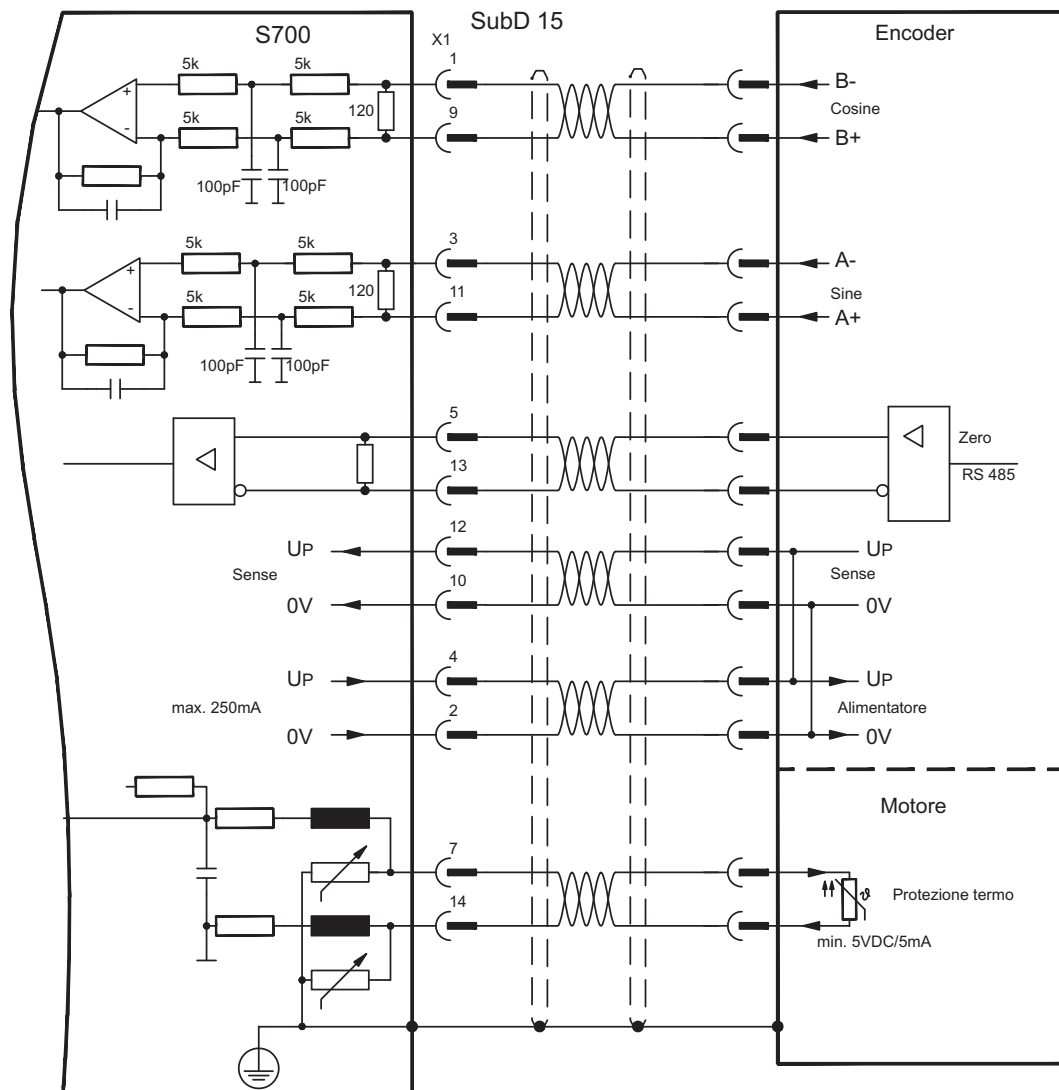 S700
SubD 15
Encoder
X1
5k
5k
1
B-
+
120
Cosine
5k
5k
9
B+
-
100pF
100pF
5k
5k
3
A-
+
120
Sine
5k
5k
11
A+
-
100pF
100pF
5
Zero
13
RS 485
UP
12
UP
Sense
Sense
0V
10
0V
UP
4
UP
max. 250mA
Alimentatore
0V
2
0V
Motore
7
ϑ
Protezione termo
14
min. 5VDC/5mA